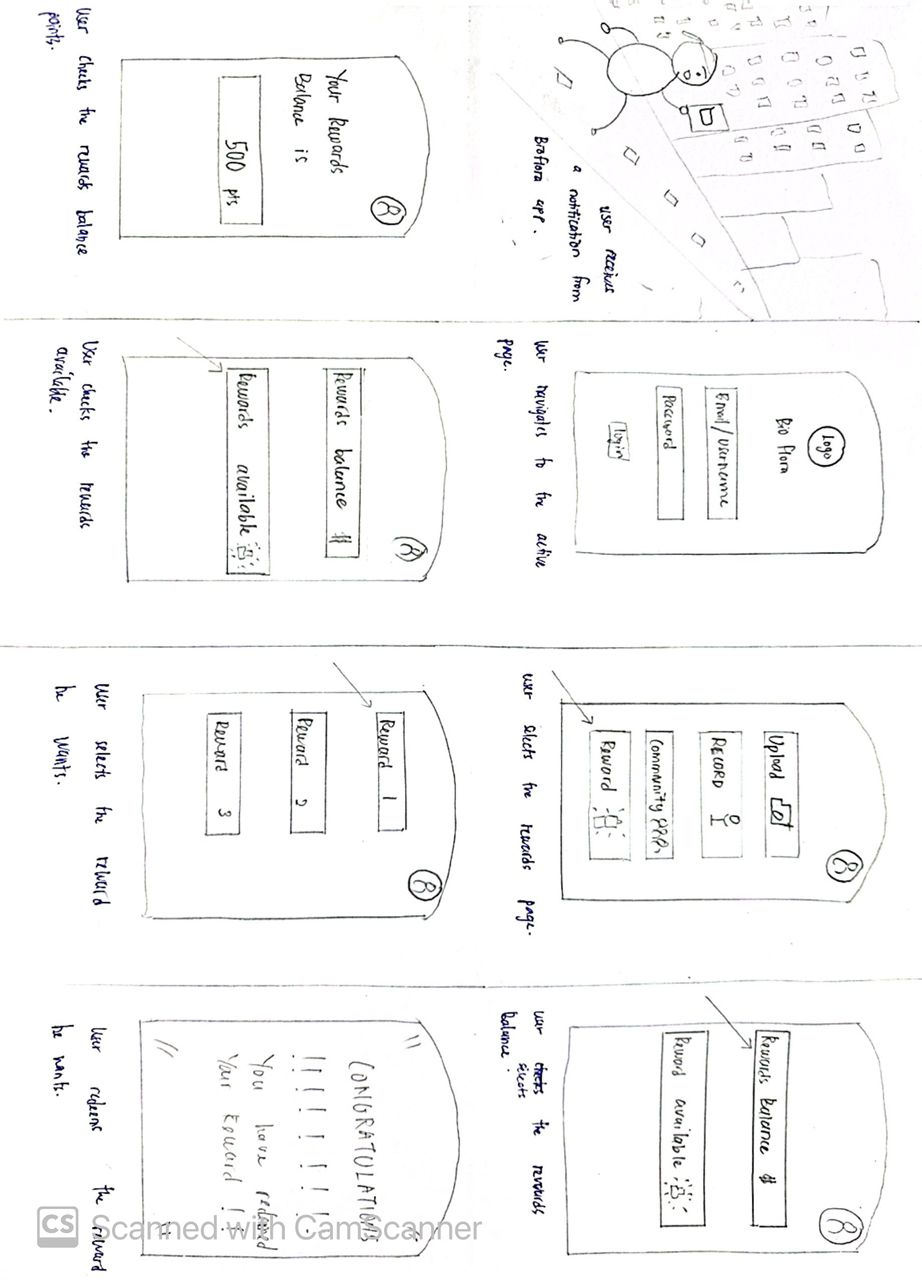 user receives
a notification from
Bioflora app.
Logo
Bio Flora
Email/username
Password
login
User navigates to the active
page.
Upload
RECORD
Community
Reward
user selects the rewards page.
Rewards balance $
Reward available
user checks the rewards
selects
balance
Your Rewards
Balance is
500 pts
User checks the rewards balance
points.
Rewards balance $
Rewards available
User checks the rewards
available.
Reward 1
Reward 2
Reward 3
User selects the reward
he wants.
CONGRATULATIONS
! ! ! ! ! ! !
You have redeemed
Your Reward ! !
User redeems the reward
he wants.
CS Scanned with CamScanner